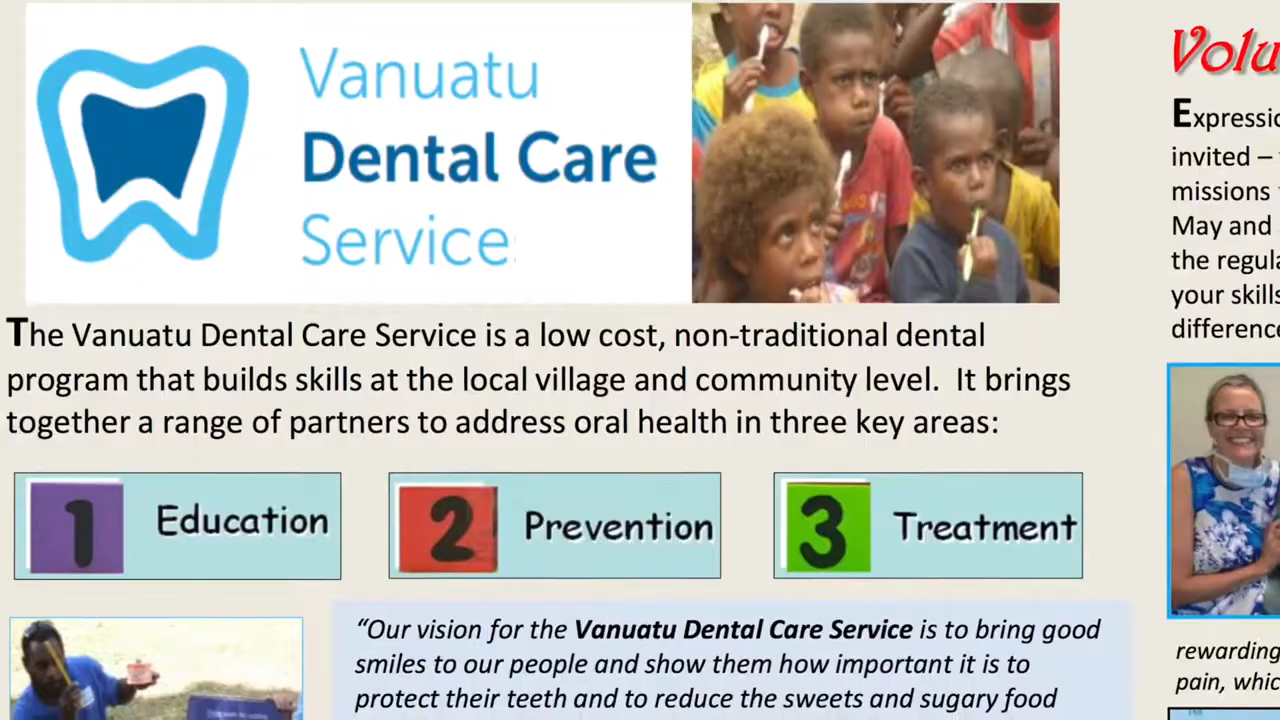 Vanuatu
Dental Care
Service
The Vanuatu Dental Care Service is a low cost, non-traditional dental
program that builds skills at the local village and community level. It brings
together a range of partners to address oral health in three key areas:
1 Education
2 Prevention
3 Treatment
“Our vision for the Vanuatu Dental Care Service is to bring good
smiles to our people and show them how important it is to
protect their teeth and to reduce the sweets and sugary food
Volu
Expressio
invited –
missions
May and
the regula
your skills
difference
rewarding
pain, whic